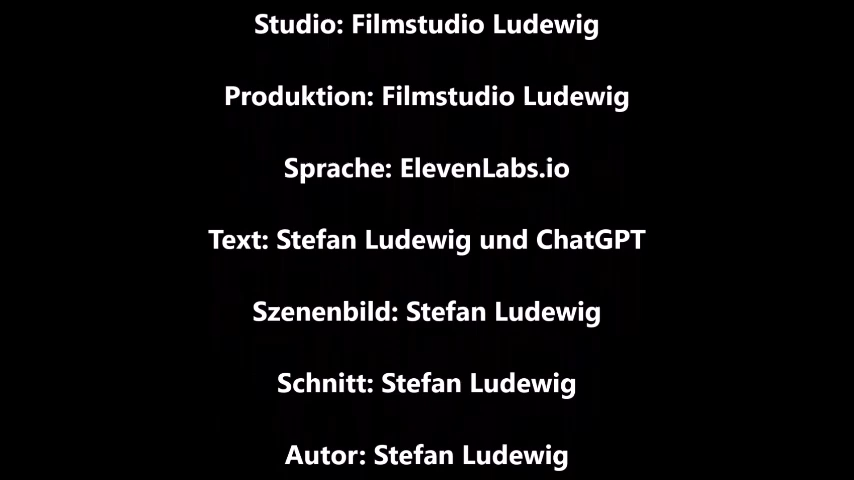 Studio: Filmstudio Ludewig
Produktion: Filmstudio Ludewig
Sprache: ElevenLabs.io
Text: Stefan Ludewig und ChatGPT
Szenenbild: Stefan Ludewig
Schnitt: Stefan Ludewig
Autor: Stefan Ludewig